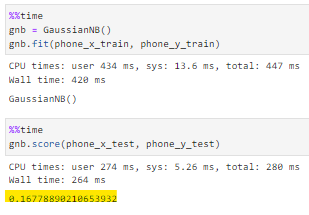 %%time
gnb = GaussianNB()
gnb.fit(phone_x_train, phone_y_train)
CPU times: user 434 ms, sys: 13.6 ms, total: 447 ms
Wall time: 420 ms
GaussianNB()
%%time
gnb.score(phone_x_test, phone_y_test)
CPU times: user 274 ms, sys: 5.26 ms, total: 280 ms
Wall time: 264 ms
0.16778890210653932